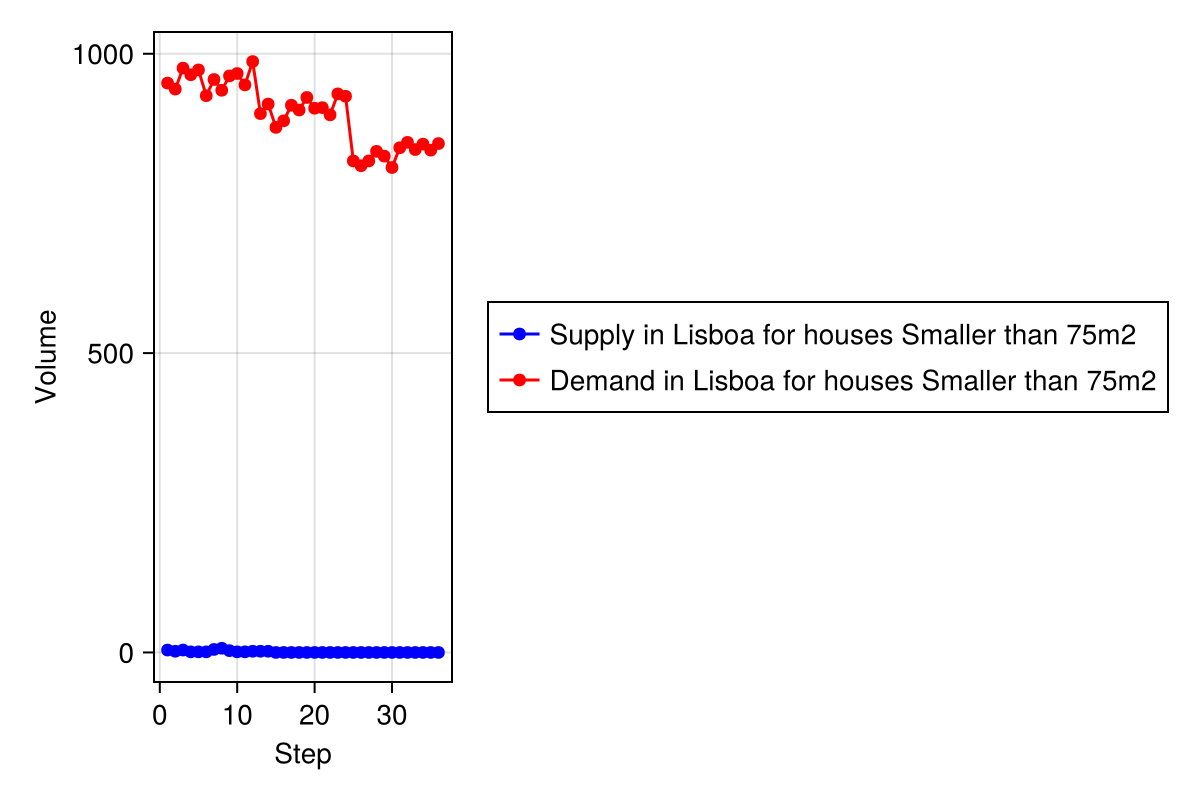 1000
500
0
Volume
0 10 20 30
Step
Supply in Lisboa for houses Smaller than 75m2
Demand in Lisboa for houses Smaller than 75m2